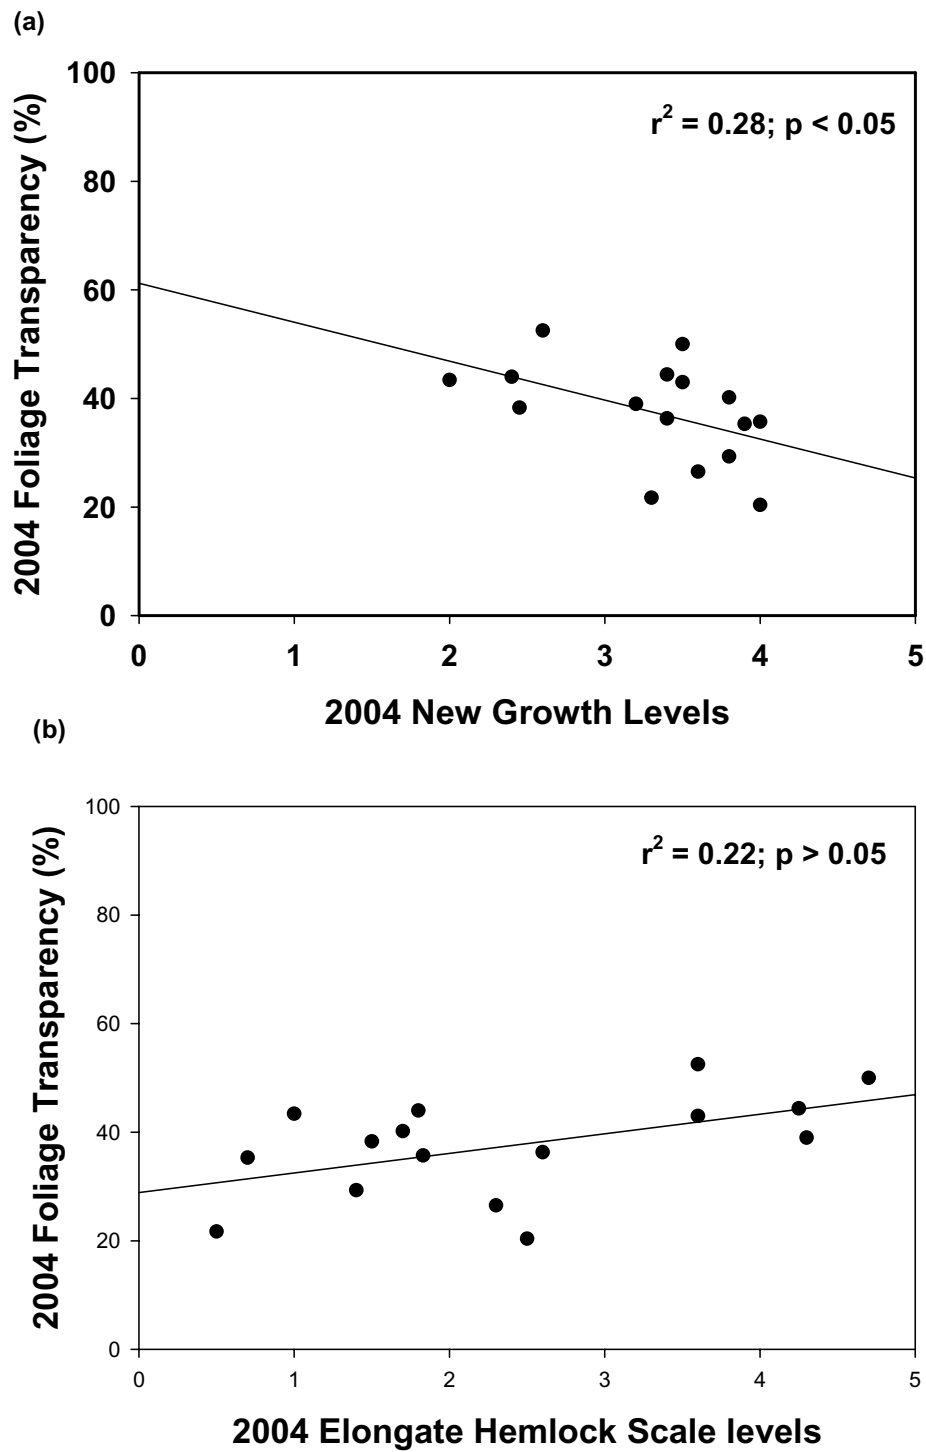 (a)
r² = 0.28; p < 0.05
2004 Foliage Transparency (%)
100
80
60
40
20
0
0 1 2 3 4 5
2004 New Growth Levels
(b)
r² = 0.22; p > 0.05
2004 Foliage Transparency (%)
100
80
60
40
20
0
0 1 2 3 4 5
2004 Elongate Hemlock Scale levels